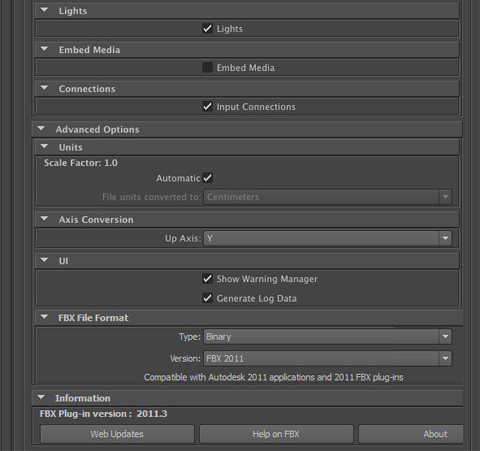 Lights
Lights
Embed Media
Embed Media
Connections
Input Connections
Advanced Options
Units
Scale Factor: 1.0
Automatic
File units converted to: Centimeters
Axis Conversion
Up Axis: Y
UI
Show Warning Manager
Generate Log Data
FBX File Format
Type: Binary
Version: FBX 2011
Compatible with Autodesk 2011 applications and 2011 FBX plug-ins
Information
FBX Plug-in version : 2011.3
Web Updates Help on FBX About